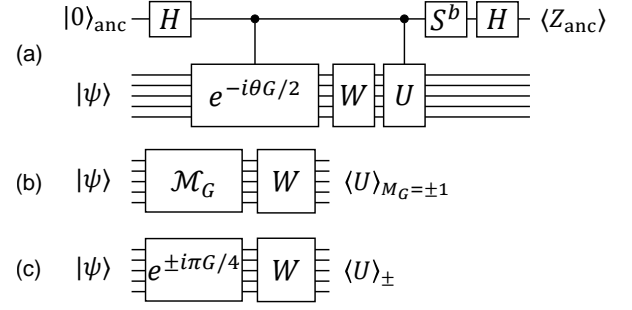 |0⟩anc H S^b H ⟨Z_anc⟩
(a)
|ψ⟩ e^{-iθG/2} W U
(b) |ψ⟩ ℳ_G W ⟨U⟩_{M_G=±1}
(c) |ψ⟩ e^{±iπG/4} W ⟨U⟩_±